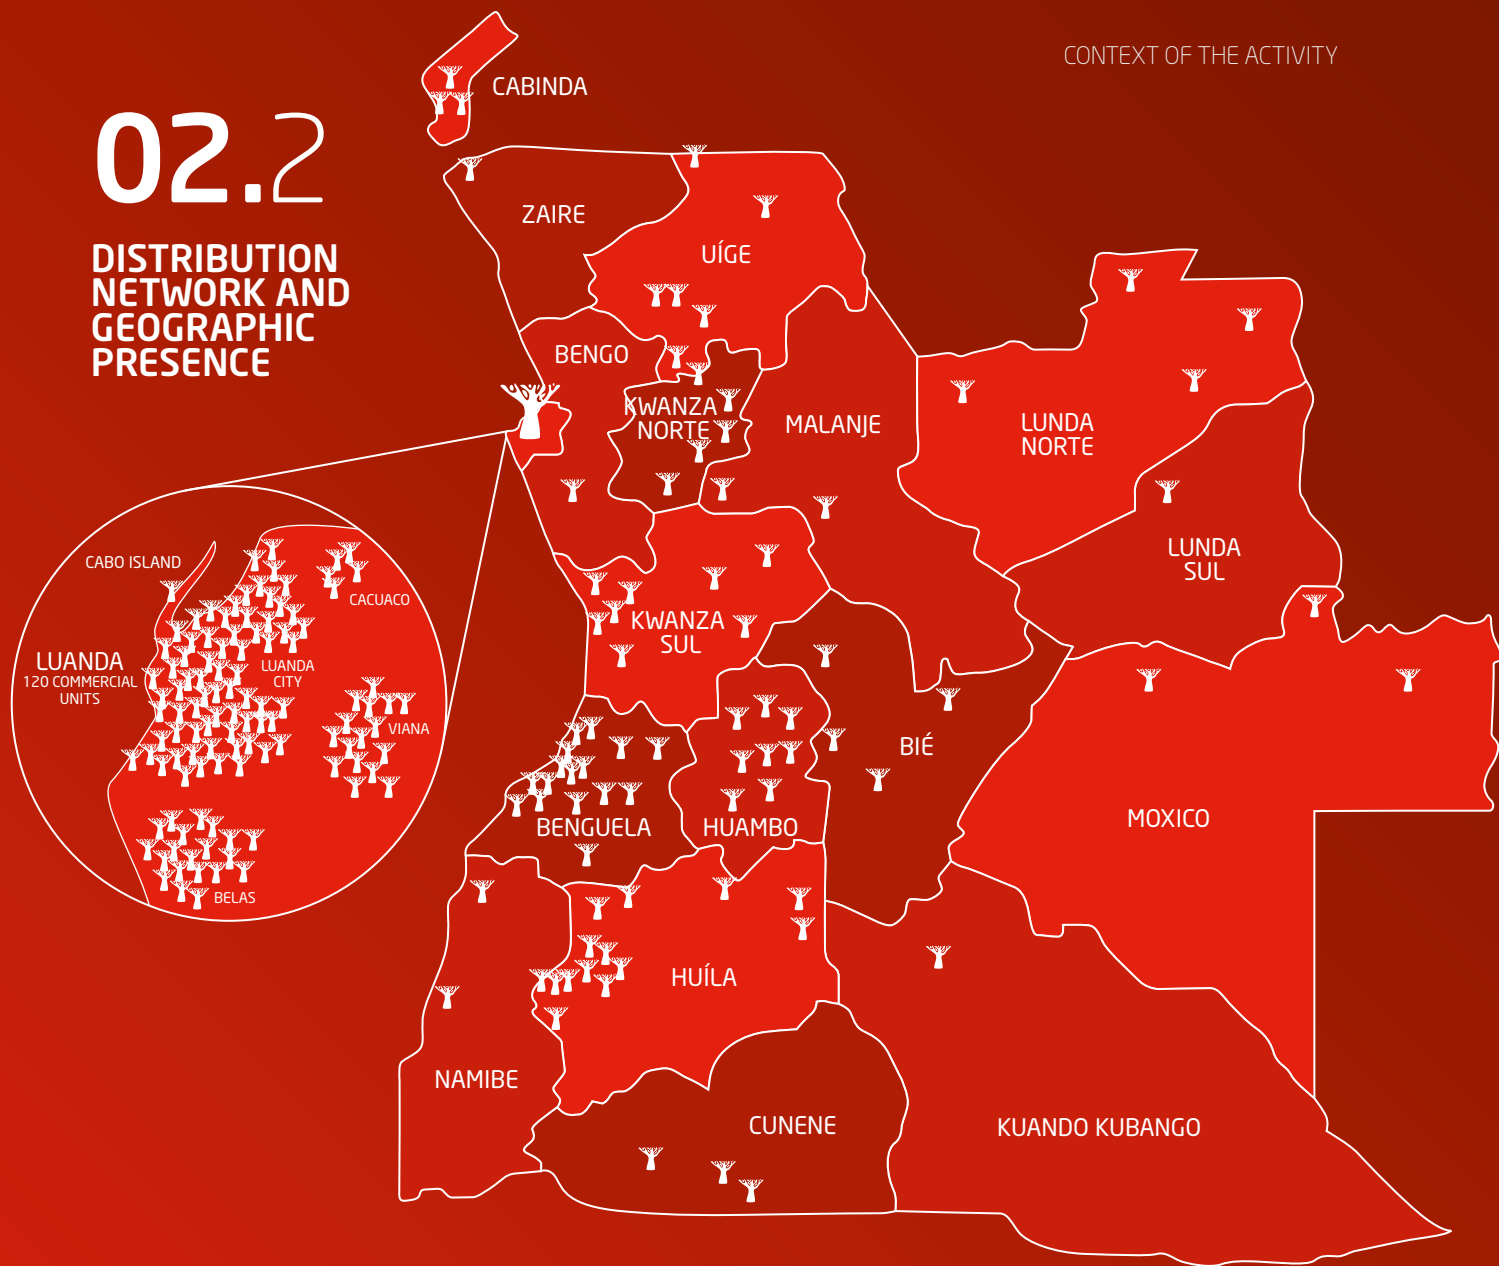 CONTEXT OF THE ACTIVITY
02.2
DISTRIBUTION
NETWORK AND
GEOGRAPHIC
PRESENCE
CABINDA
ZAIRE
UÍGE
BENGO
KWANZA
NORTE
MALANJE
LUNDA
NORTE
LUNDA
SUL
CABO ISLAND
CACUACO
LUANDA
120 COMMERCIAL
UNITS
LUANDA
CITY
VIANA
BELAS
KWANZA
SUL
BIÉ
MOXICO
BENGUELA
HUAMBO
HUÍLA
NAMIBE
CUNENE
KUANDO KUBANGO